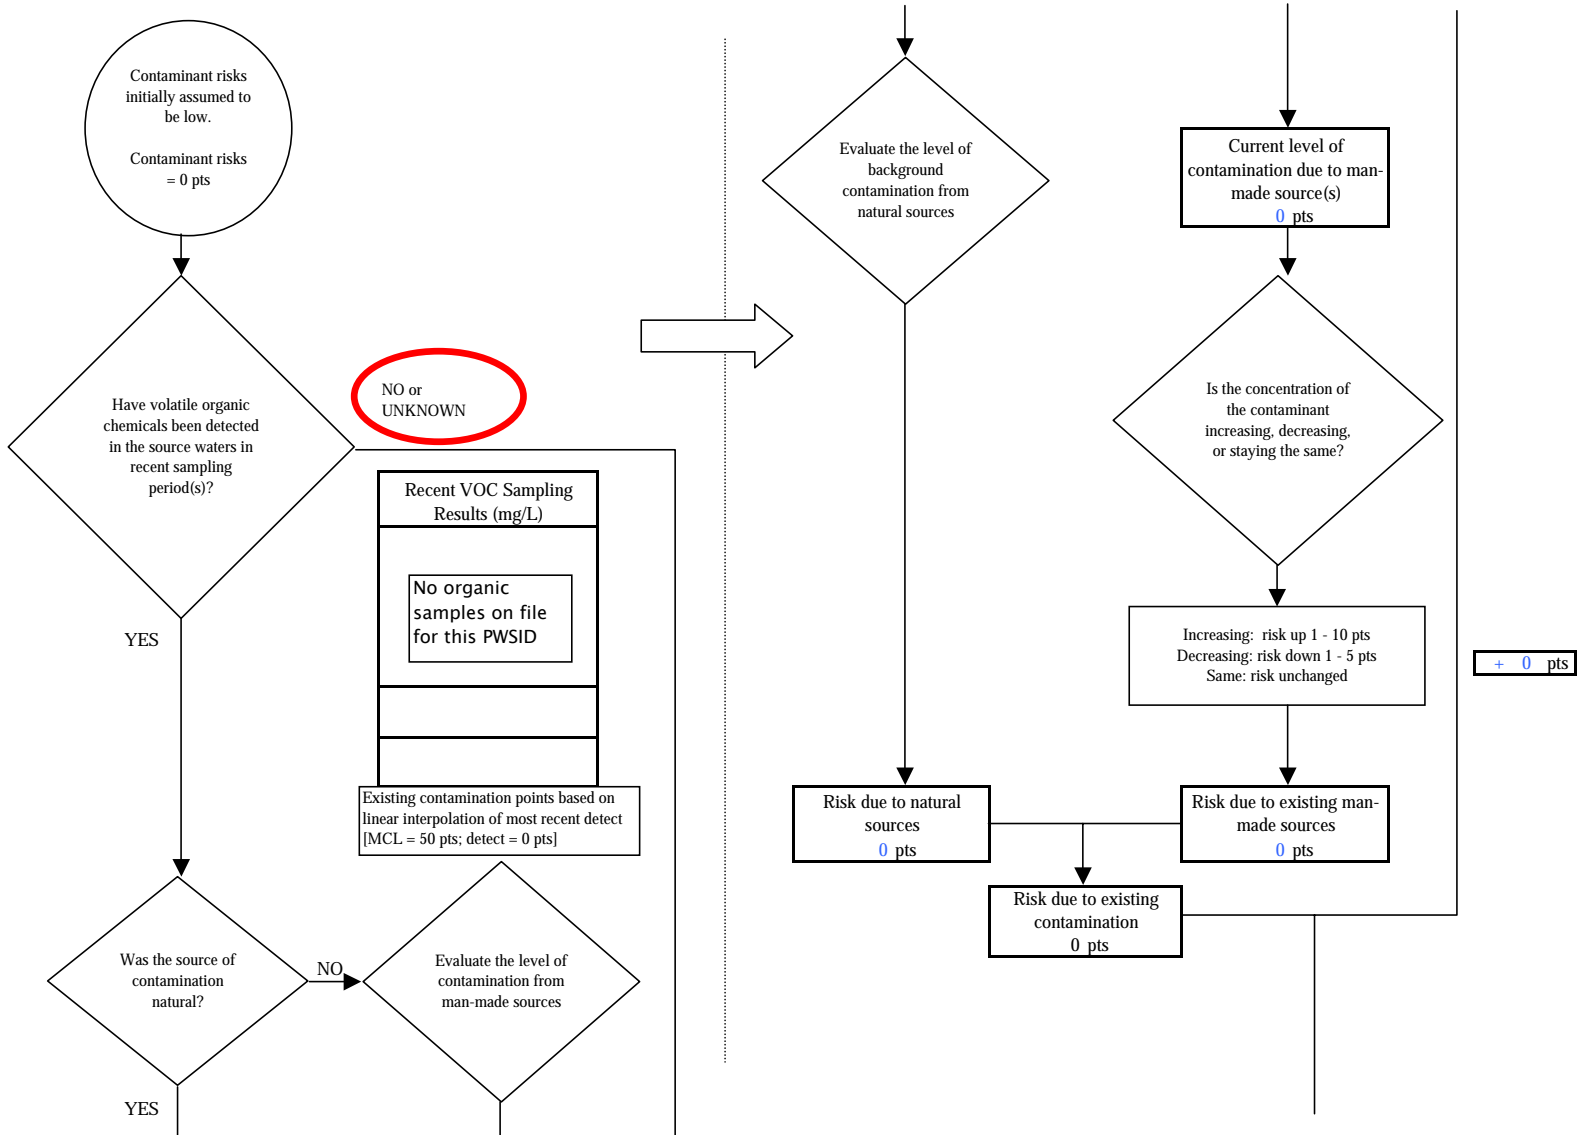 Contaminant risks
initially assumed to
be low.
Contaminant risks
= 0 pts
Have volatile organic
chemicals been detected
in the source waters in
recent sampling
period(s)?
NO or
UNKNOWN
YES
Recent VOC Sampling
Results (mg/L)
No organic
samples on file
for this PWSID
Existing contamination points based on
linear interpolation of most recent detect
[MCL = 50 pts; detect = 0 pts]
Was the source of
contamination
natural?
NO
Evaluate the level of
contamination from
man-made sources
YES
Evaluate the level of
background
contamination from
natural sources
Current level of
contamination due to man-
made source(s)
0 pts
Is the concentration of
the contaminant
increasing, decreasing,
or staying the same?
Increasing: risk up 1 - 10 pts
Decreasing: risk down 1 - 5 pts
Same: risk unchanged
+ 0 pts
Risk due to natural
sources
0 pts
Risk due to existing man-
made sources
0 pts
Risk due to existing
contamination
0 pts